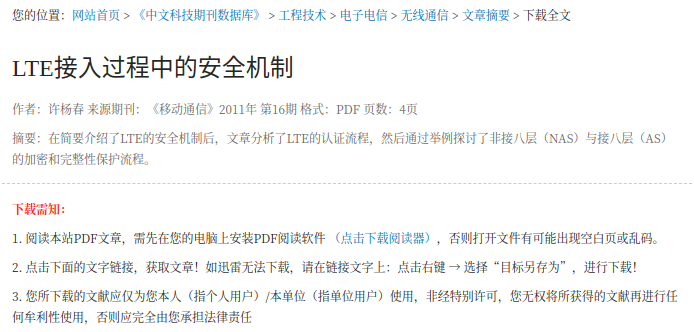 您的位置：网站首页 > 《中文科技期刊数据库》 > 工程技术 > 电子电信 > 无线通信 > 文章摘要 > 下载全文
LTE接入过程中的安全机制
作者：许杨春 来源期刊：《移动通信》2011年 第16期 格式：PDF 页数：4页
摘要：在简要介绍了LTE的安全机制后，文章分析了LTE的认证流程，然后通过举例探讨了非接八层（NAS）与接八层（AS）
的加密和完整性保护流程。
下载需知：
1. 阅读本站PDF文章，需先在您的电脑上安装PDF阅读软件 （点击下载阅读器），否则打开文件有可能出现空白页或乱码。
2. 点击下面的文字链接，获取文章！如迅雷无法下载，请在链接文字上：点击右键 → 选择“目标另存为”，进行下载！
3. 您所下载的文献应仅为您本人（指个人用户）/本单位（指单位用户）使用，非经特别许可，您无权将所获得的文献再进行任
何牟利性使用，否则应完全由您承担法律责任